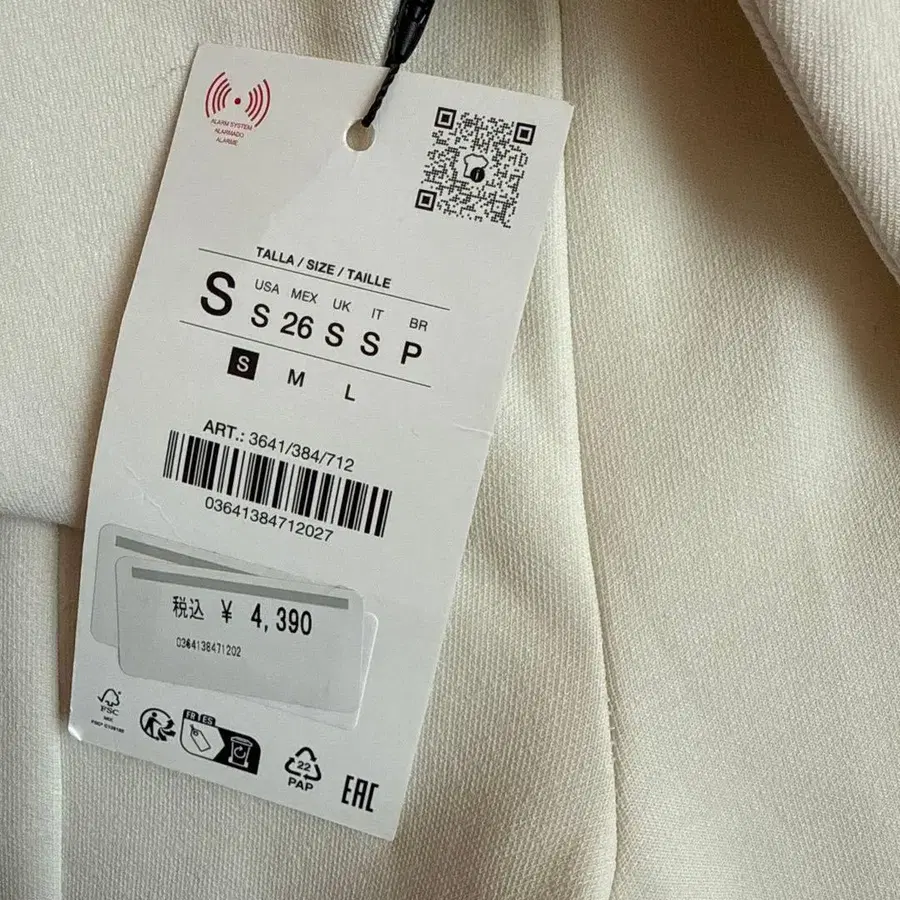 ALARM SYSTEM
ALARMADO
ALARME
TALLA / SIZE / TAILLE
S
USA MEX UK IT BR
S 26 S S P
S M L
ART.: 3641/384/712
03641384712027
税込 ¥ 4,390
0364138471202
FSC
MIX
FR ES
22
PAP
EAC